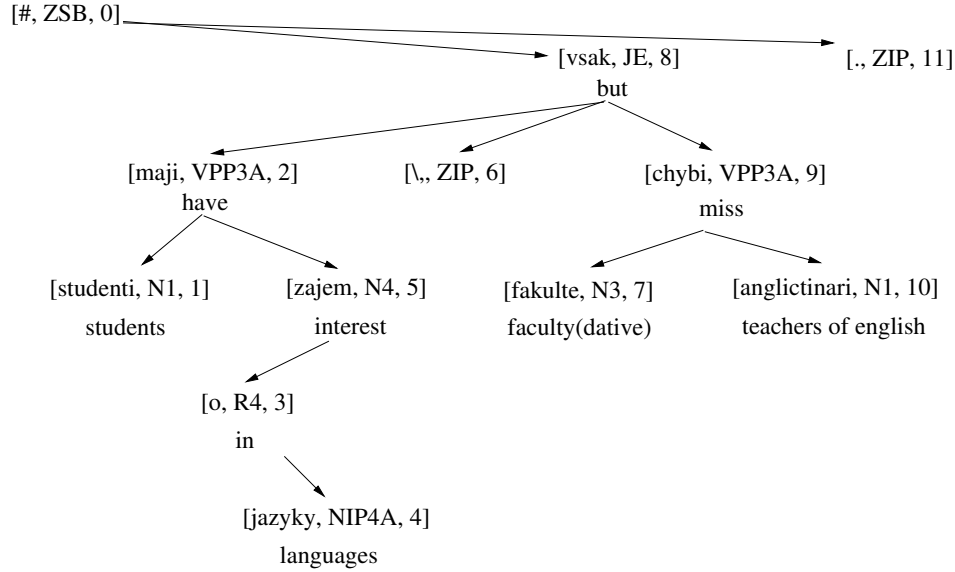 [#, ZSB, 0]
[vsak, JE, 8] [., ZIP, 11]
but
[maji, VPP3A, 2] [\,, ZIP, 6] [chybi, VPP3A, 9]
have miss
[studenti, N1, 1] [zajem, N4, 5] [fakulte, N3, 7] [anglictinari, N1, 10]
students interest faculty(dative) teachers of english
[o, R4, 3]
in
[jazyky, NIP4A, 4]
languages